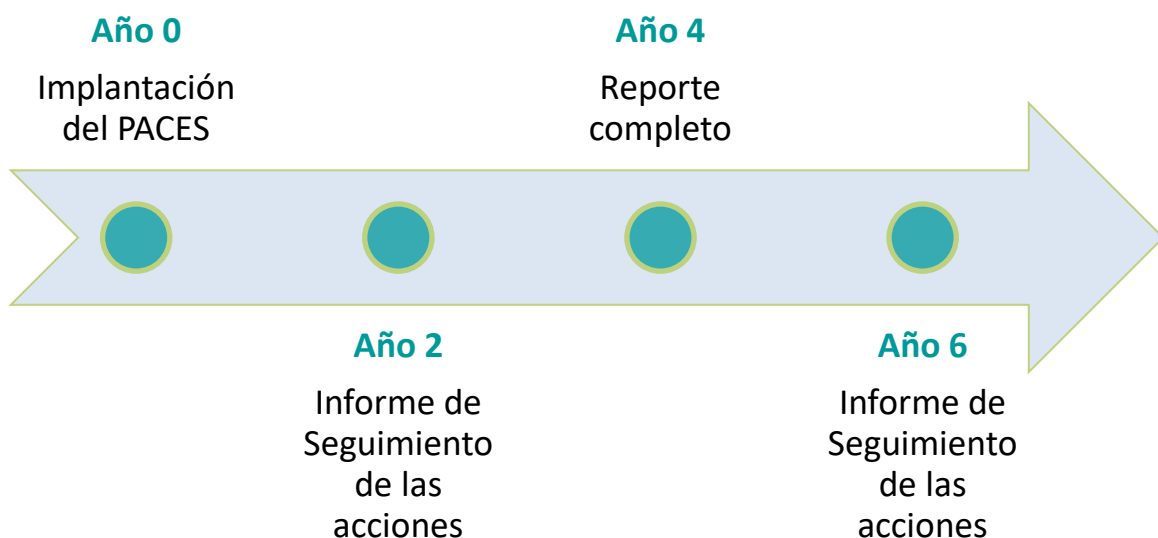 Año 0
Implantación
del PACES
Año 4
Reporte
completo
Año 2
Informe de
Seguimiento
de las
acciones
Año 6
Informe de
Seguimiento
de las
acciones